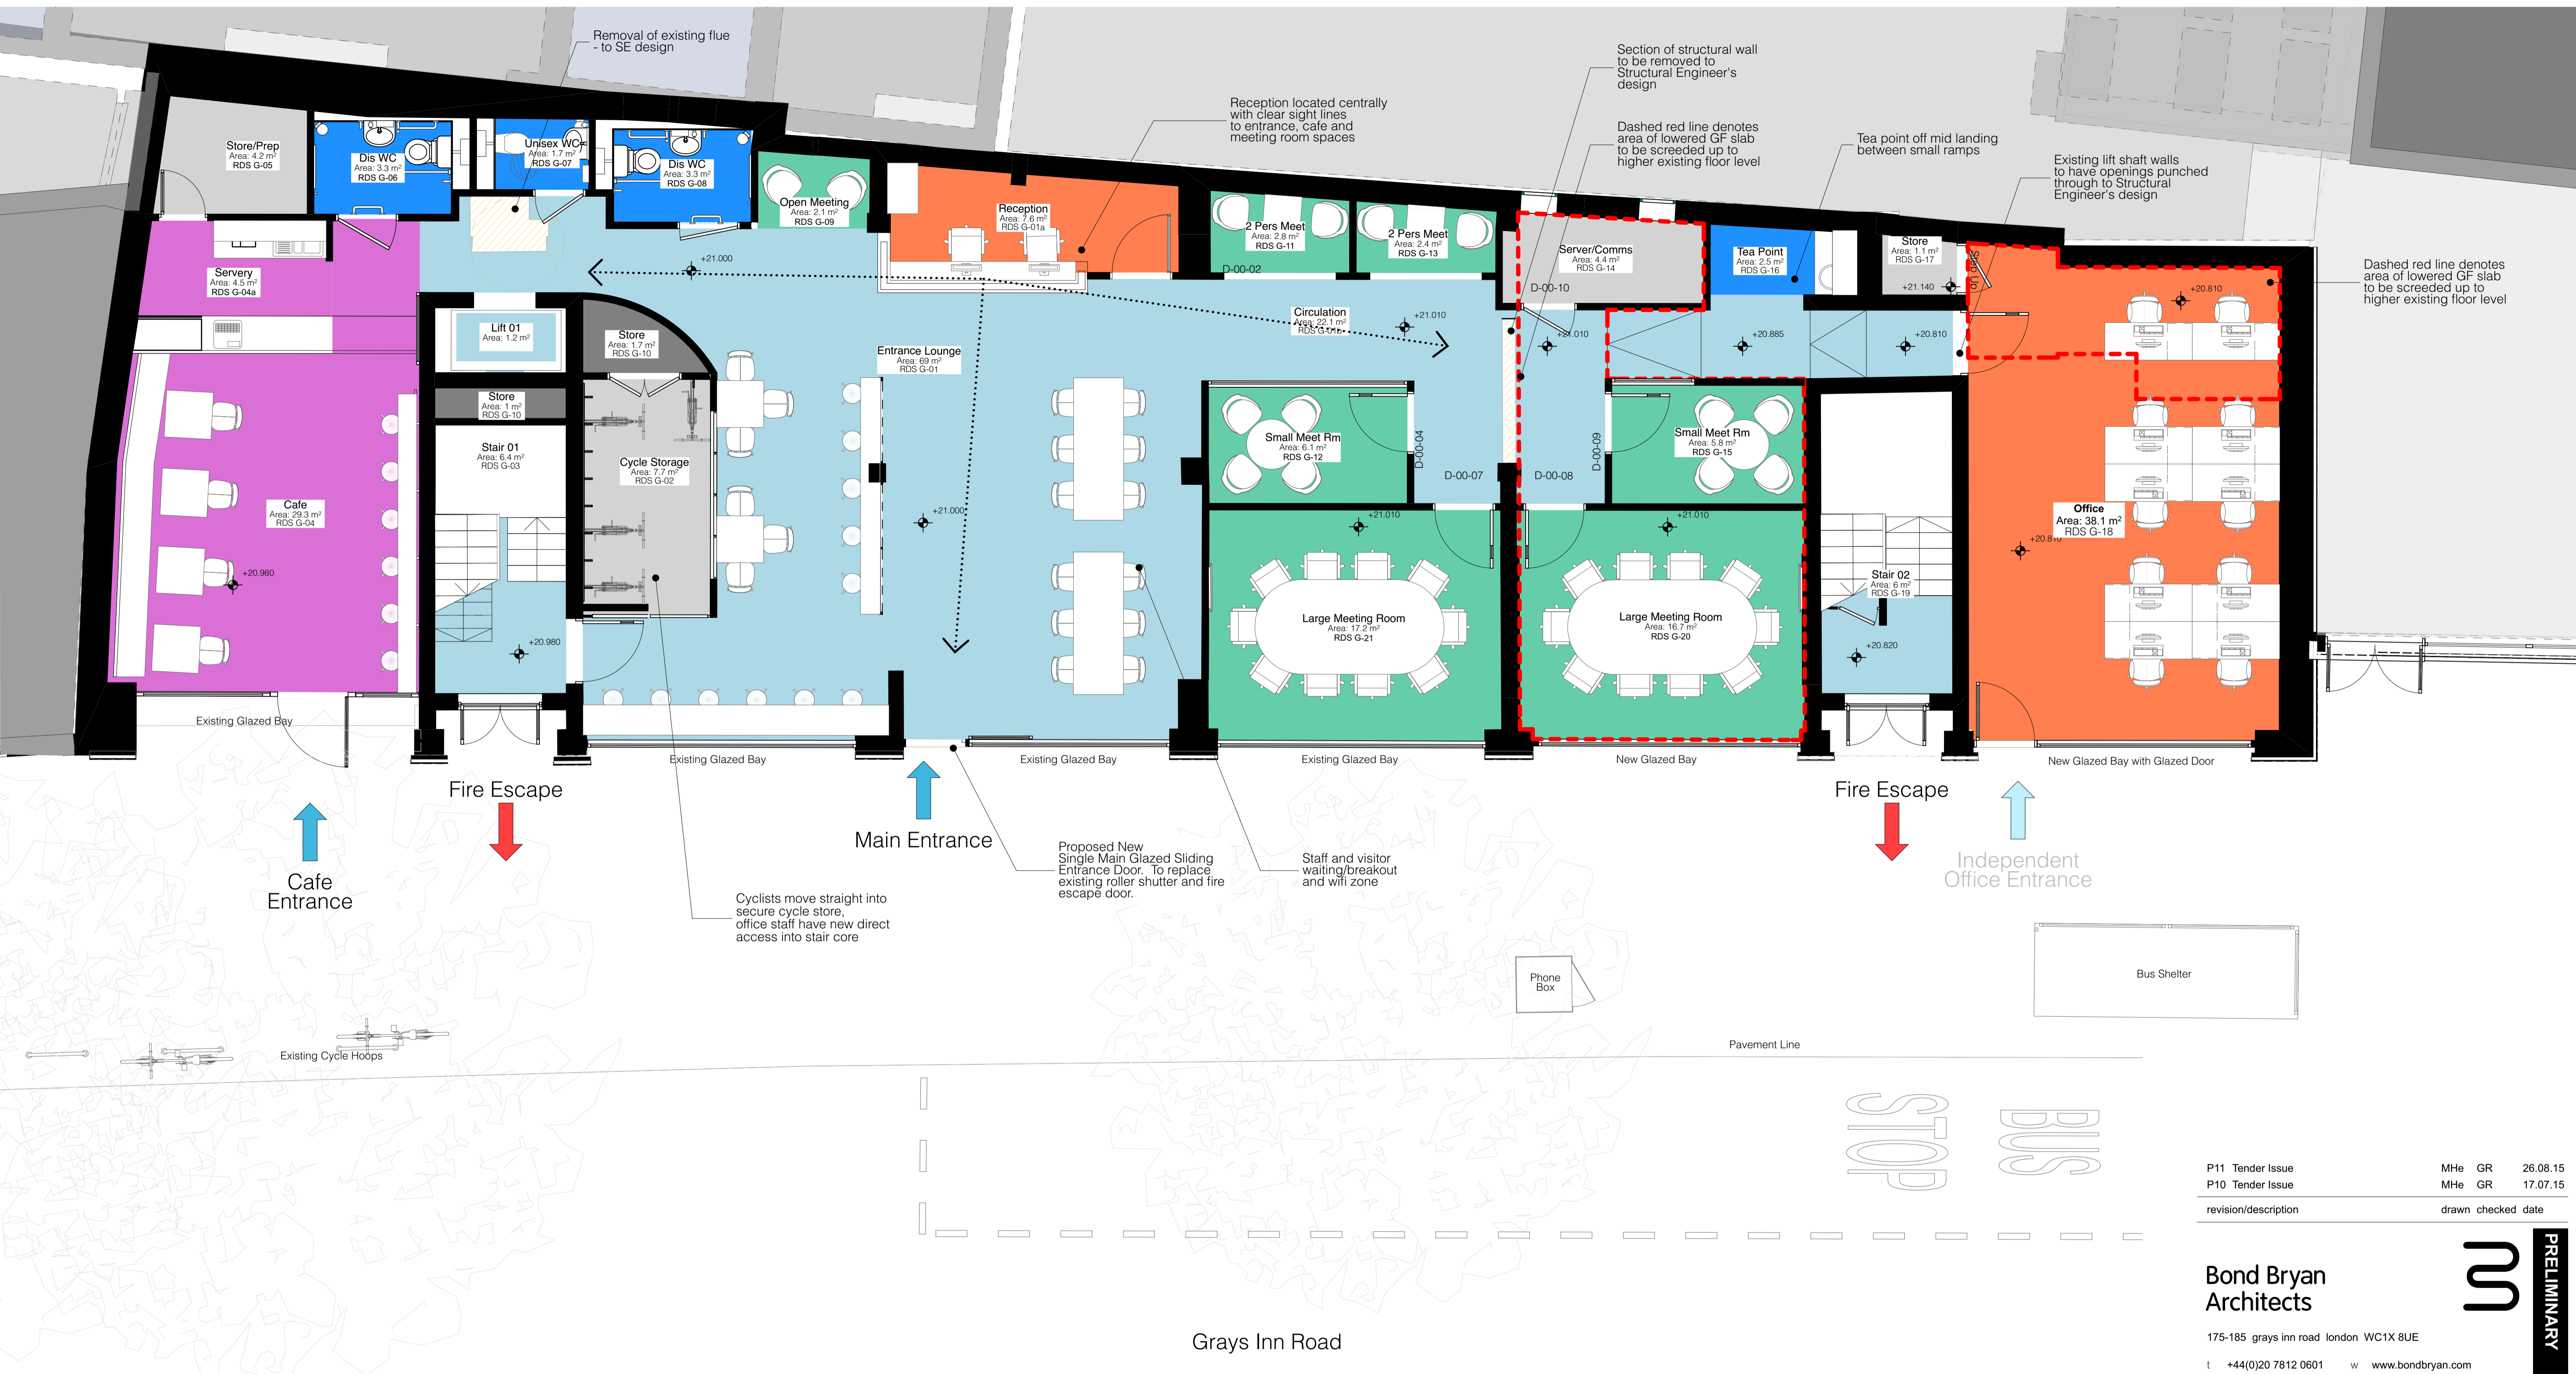 Removal of existing flue
- to SE design
Section of structural wall
to be removed to
Structural Engineer's
design
Reception located centrally
with clear sight lines
to entrance, cafe and
meeting room spaces
Dashed red line denotes
area of lowered GF slab
to be screeded up to
higher existing floor level
Tea point off mid landing
between small ramps
Existing lift shaft walls
to have openings punched
through to Structural
Engineer's design
Dashed red line denotes
area of lowered GF slab
to be screeded up to
higher existing floor level
Store/Prep
Area: 4.2 m²
RDS G-05
Dis WC
Area: 3.3 m²
RDS G-06
Unisex WC
Area: 1.7 m²
RDS G-07
Dis WC
Area: 3.3 m²
RDS G-08
Open Meeting
Area: 2.1 m²
RDS G-09
Reception
Area: 7.6 m²
RDS G-01a
2 Pers Meet
Area: 2.8 m²
RDS G-11
D-00-02
2 Pers Meet
Area: 2.4 m²
RDS G-13
Server/Comms
Area: 4.4 m²
RDS G-14
D-00-10
Tea Point
Area: 2.5 m²
RDS G-16
Store
Area: 1.1 m²
RDS G-17
+21.140
Step Up
+20.810
Servery
Area: 4.5 m²
RDS G-04a
+21.000
Lift 01
Area: 1.2 m²
Store
Area: 1.7 m²
RDS G-10
Entrance Lounge
Area: 69 m²
RDS G-01
Circulation
Area: 22.1 m²
RDS G-01b
+21.010
+21.010
+20.885
+20.810
Store
Area: 1 m²
RDS G-10
Stair 01
Area: 6.4 m²
RDS G-03
Cycle Storage
Area: 7.7 m²
RDS G-02
Small Meet Rm
Area: 6.1 m²
RDS G-12
D-00-04
D-00-07
D-00-08
D-00-09
Small Meet Rm
Area: 5.8 m²
RDS G-15
Cafe
Area: 29.3 m²
RDS G-04
+21.000
+21.010
+21.010
Office
Area: 38.1 m²
RDS G-18
+20.810
+20.980
+20.980
Large Meeting Room
Area: 17.2 m²
RDS G-21
Large Meeting Room
Area: 16.7 m²
RDS G-20
Stair 02
Area: 6 m²
RDS G-19
+20.820
Existing Glazed Bay
Existing Glazed Bay
Existing Glazed Bay
Existing Glazed Bay
New Glazed Bay
New Glazed Bay with Glazed Door
Cafe
Entrance
Fire Escape
Main Entrance
Fire Escape
Independent
Office Entrance
Cyclists move straight into
secure cycle store,
office staff have new direct
access into stair core
Proposed New
Single Main Glazed Sliding
Entrance Door. To replace
existing roller shutter and fire
escape door.
Staff and visitor
waiting/breakout
and wifi zone
Phone
Box
Bus Shelter
Existing Cycle Hoops
Pavement Line
BUS
STOP
Grays Inn Road
P11 Tender Issue MHe GR 26.08.15
P10 Tender Issue MHe GR 17.07.15
revision/description drawn checked date
Bond Bryan
Architects
PRELIMINARY
175-185 grays inn road london WC1X 8UE
t +44(0)20 7812 0601 w www.bondbryan.com